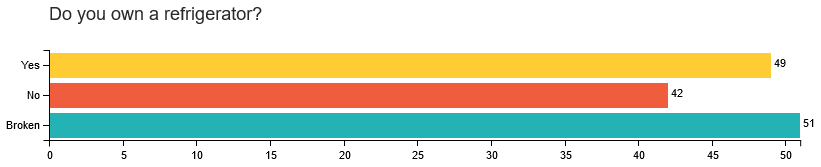 Do you own a refrigerator?
Yes 49
No 42
Broken 51
0 5 10 15 20 25 30 35 40 45 50